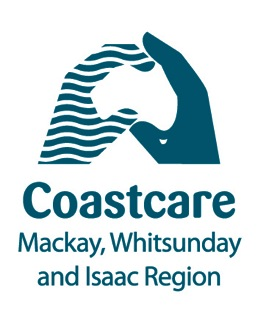 Coastcare
Mackay, Whitsunday
and Isaac Region